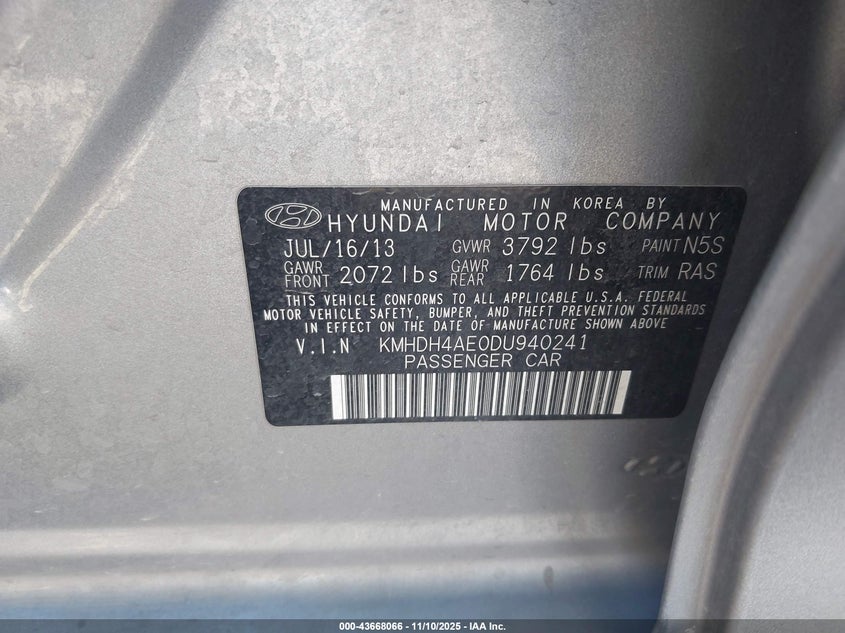 MANUFACTURED IN KOREA BY
HYUNDAI MOTOR COMPANY
JUL/16/13 GVWR 3792 lbs PAINT N5S
GAWR FRONT 2072 lbs GAWR REAR 1764 lbs TRIM RAS
THIS VEHICLE CONFORMS TO ALL APPLICABLE U.S.A. FEDERAL
MOTOR VEHICLE SAFETY, BUMPER, AND THEFT PREVENTION STANDARDS
IN EFFECT ON THE DATE OF MANUFACTURE SHOWN ABOVE
V.I.N KMHDH4AE0DU940241
PASSENGER CAR
000-43668066 - 11/10/2025 - IAA Inc.